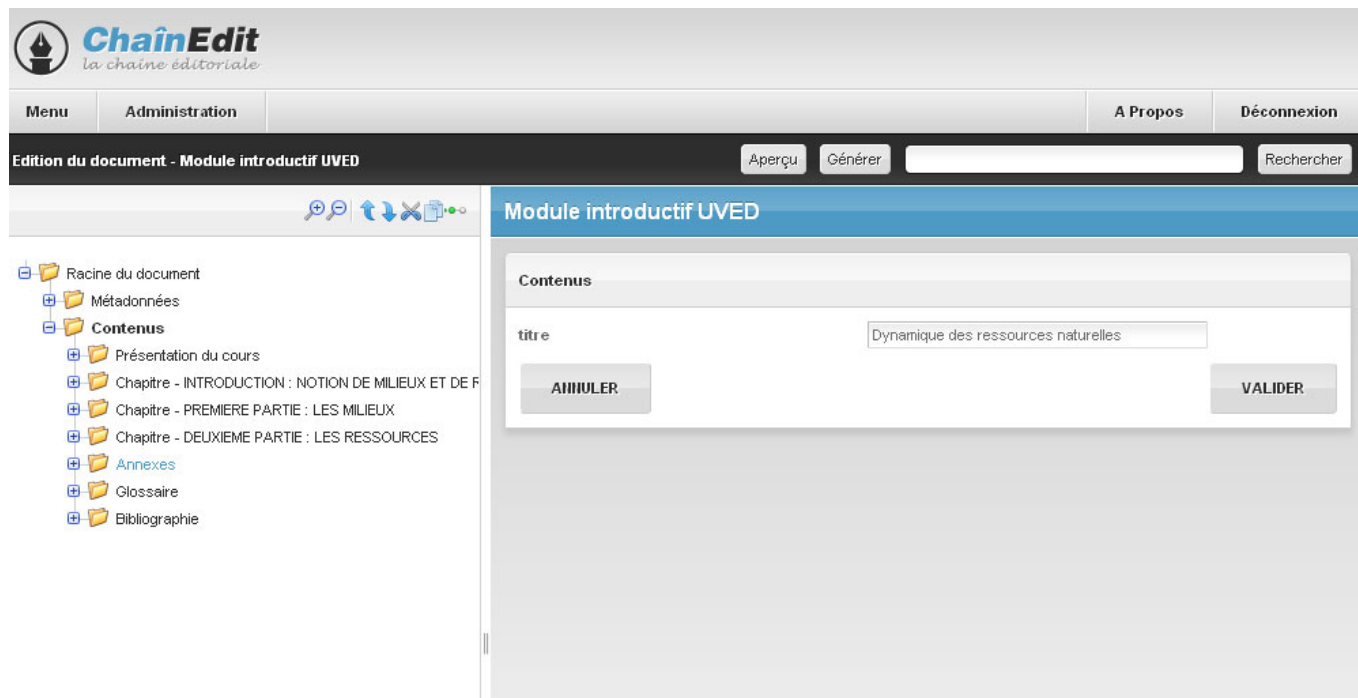 ChaînEdit
la chaine éditoriale
Menu Administration A Propos Déconnexion
Edition du document - Module introductif UVED Aperçu Générer Rechercher
Module introductif UVED
Racine du document
Métadonnées
Contenus
Présentation du cours
Chapitre - INTRODUCTION : NOTION DE MILIEUX ET DE R
Chapitre - PREMIERE PARTIE : LES MILIEUX
Chapitre - DEUXIEME PARTIE : LES RESSOURCES
Annexes
Glossaire
Bibliographie
Contenus
titre Dynamique des ressources naturelles
ANNULER VALIDER